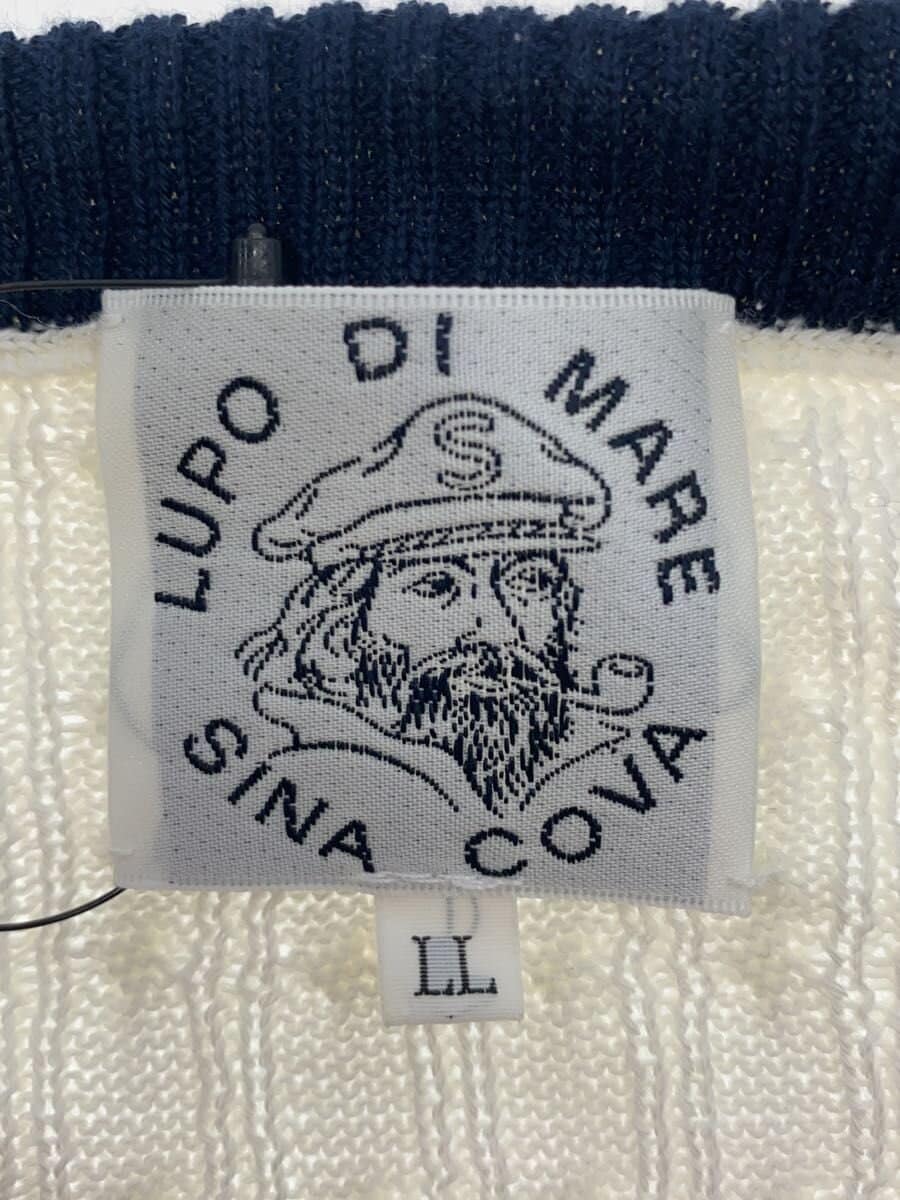 LUPO DI MARE
S
SINA COVA
LL